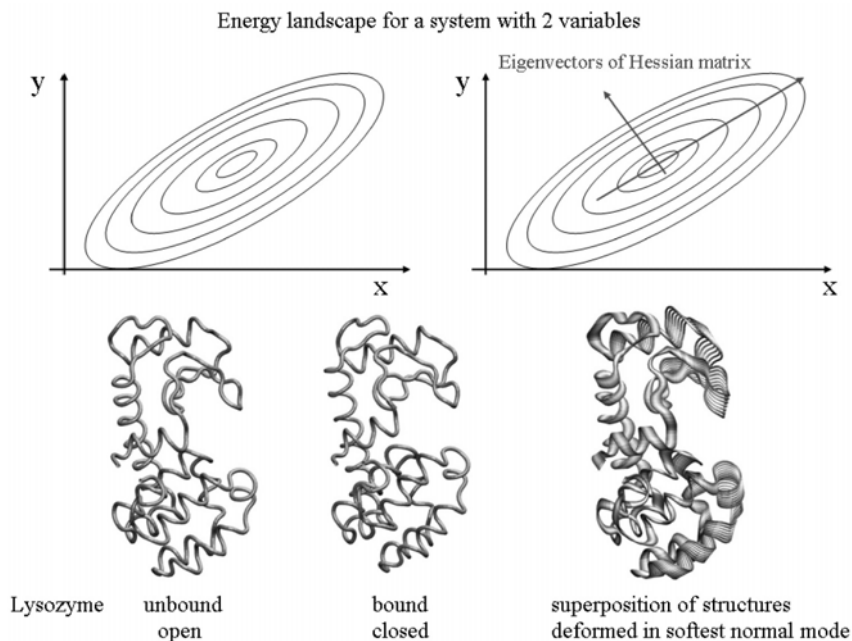 Energy landscape for a system with 2 variables
Eigenvectors of Hessian matrix
y
y
x
x
Lysozyme unbound bound superposition of structures
open closed deformed in softest normal mode